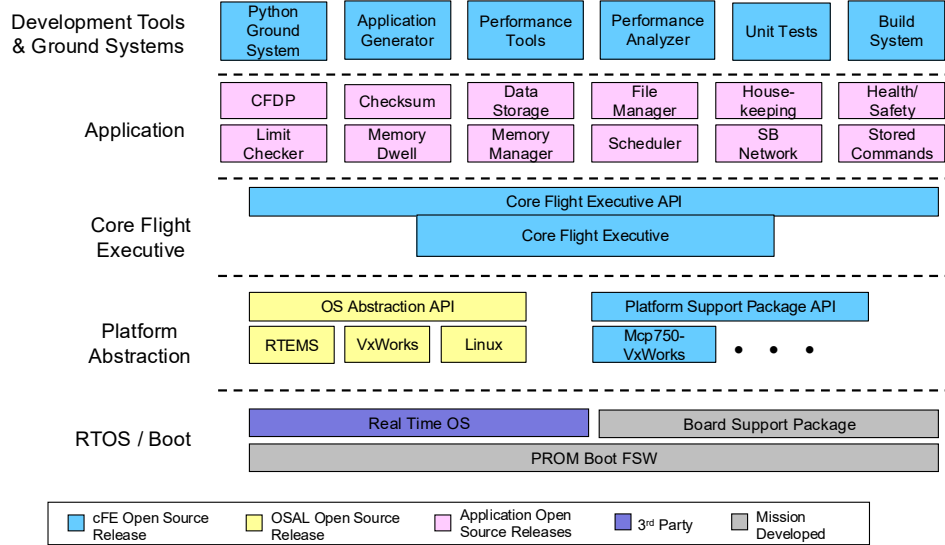 Development Tools
& Ground Systems
Python
Ground
System
Application
Generator
Performance
Tools
Performance
Analyzer
Unit Tests
Build
System
Application
CFDP
Checksum
Data
Storage
File
Manager
House-
keeping
Health/
Safety
Limit
Checker
Memory
Dwell
Memory
Manager
Scheduler
SB
Network
Stored
Commands
Core Flight
Executive
Core Flight Executive API
Core Flight Executive
Platform
Abstraction
OS Abstraction API
Platform Support Package API
RTEMS
VxWorks
Linux
Mcp750-
VxWorks
• • •
RTOS / Boot
Real Time OS
Board Support Package
PROM Boot FSW
cFE Open Source
Release
OSAL Open Source
Release
Application Open
Source Releases
3rd Party
Mission
Developed